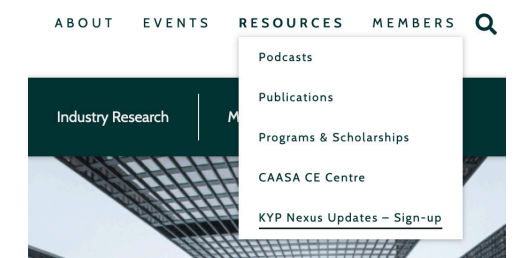 ABOUT EVENTS RESOURCES MEMBERS
Podcasts
Publications
Industry Research M
Programs & Scholarships
CAASA CE Centre
KYP Nexus Updates – Sign-up